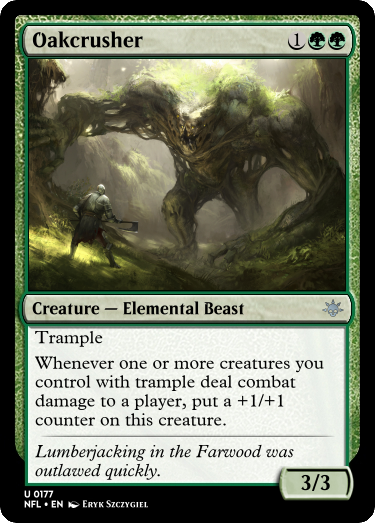 Oakcrusher 1
Creature — Elemental Beast
Trample
Whenever one or more creatures you
control with trample deal combat
damage to a player, put a +1/+1
counter on this creature.
Lumberjacking in the Farwood was
outlawed quickly.
3/3
U 0177
NFL • EN Eryk Szczygiel